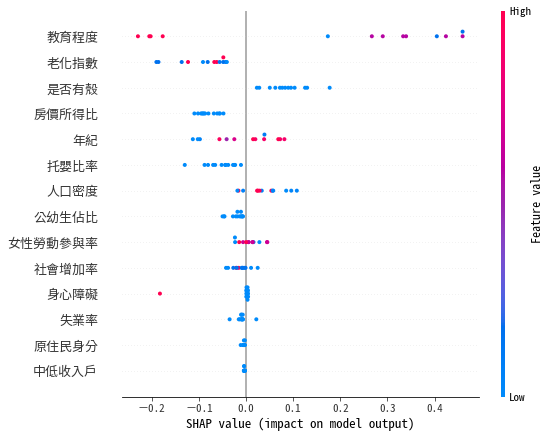 High
教育程度
老化指數
是否有殼
房價所得比
年紀
托嬰比率
人口密度
公幼生佔比
女性勞動參與率
社會增加率
身心障礙
失業率
原住民身分
中低收入戶
Low
Feature value
−0.2 −0.1 0.0 0.1 0.2 0.3 0.4
SHAP value (impact on model output)